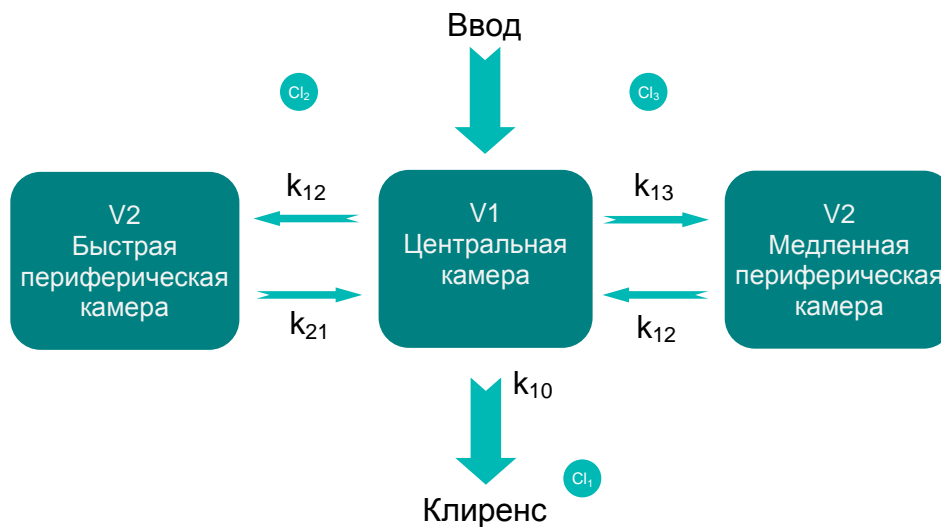 Ввод
Cl₂
Cl₃
k₁₂
k₁₃
V2
Быстрая
периферическая
камера
V1
Центральная
камера
V2
Медленная
периферическая
камера
k₂₁
k₁₂
k₁₀
Cl₁
Клиренс